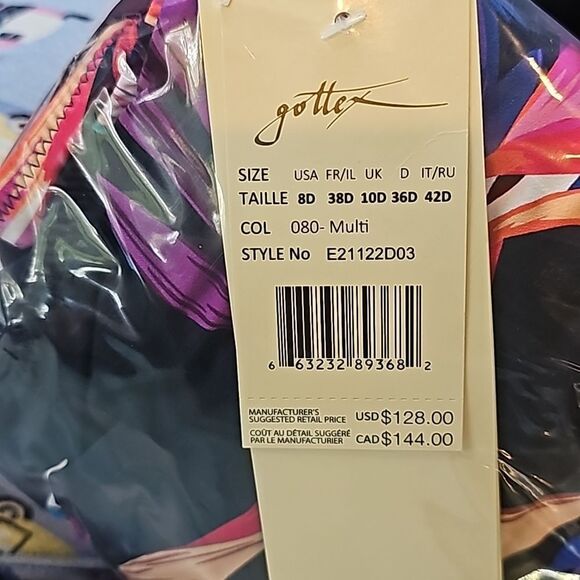 gottex
SIZE USA FR/IL UK D IT/RU
TAILLE 8D 38D 10D 36D 42D
COL 080- Multi
STYLE No E21122D03
6 63232 89368 2
MANUFACTURER'S
SUGGESTED RETAIL PRICE USD$128.00
COÛT AU DÉTAIL SUGGÉRÉ
PAR LE MANUFACTURIER CAD$144.00